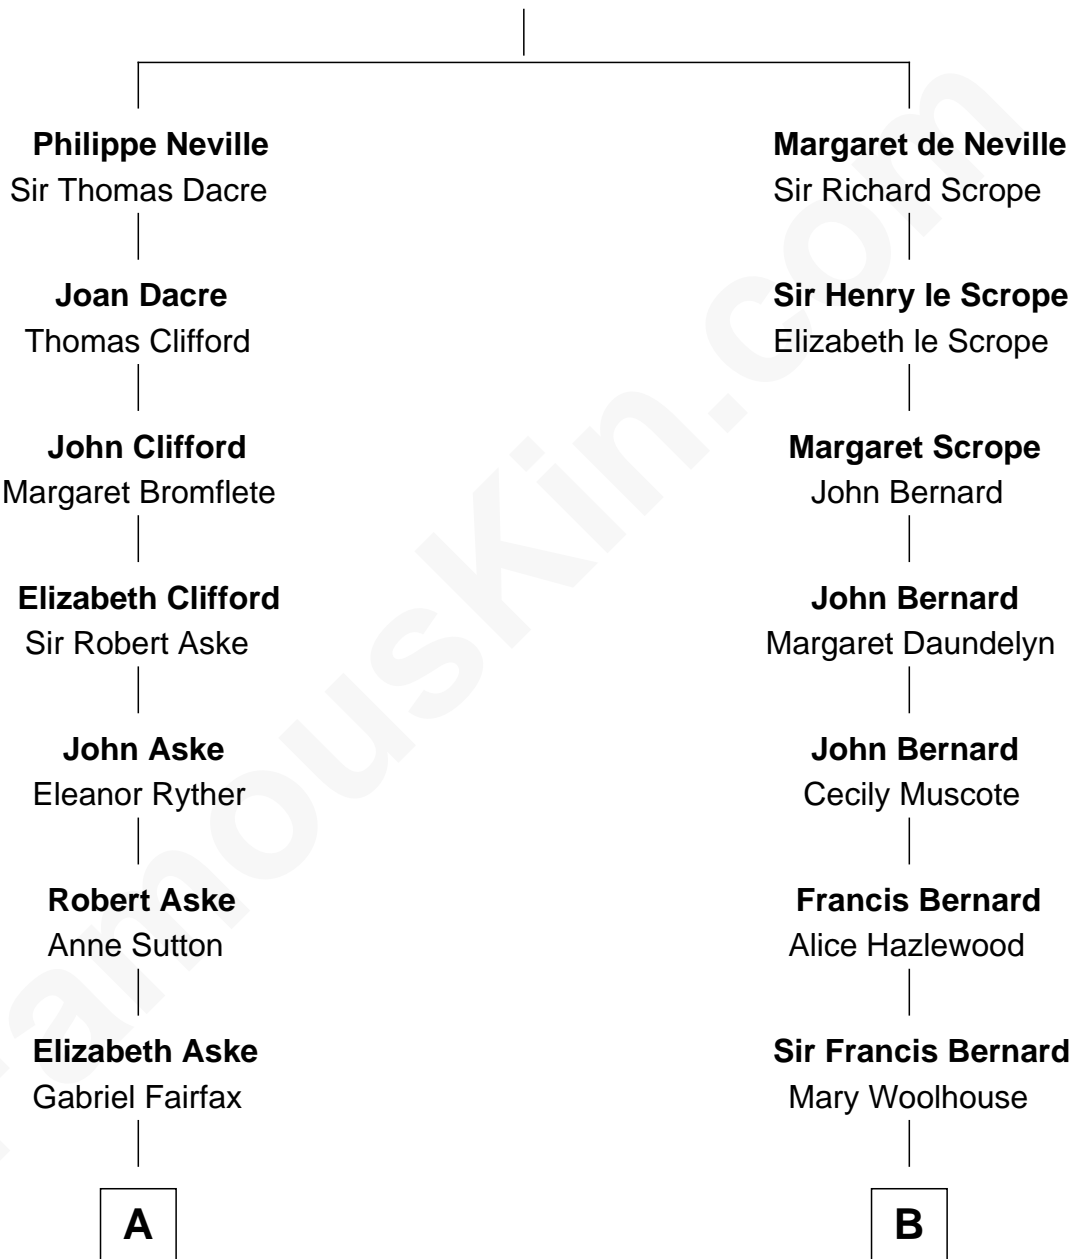 Philippe Neville
Sir Thomas Dacre
Margaret de Neville
Sir Richard Scrope
Joan Dacre
Thomas Clifford
Sir Henry le Scrope
Elizabeth le Scrope
John Clifford
Margaret Bromflete
Margaret Scrope
John Bernard
Elizabeth Clifford
Sir Robert Aske
John Bernard
Margaret Daundelyn
John Aske
Eleanor Ryther
John Bernard
Cecily Muscote
Robert Aske
Anne Sutton
Francis Bernard
Alice Hazlewood
Elizabeth Aske
Gabriel Fairfax
Sir Francis Bernard
Mary Woolhouse
A
B
FamousKin.com